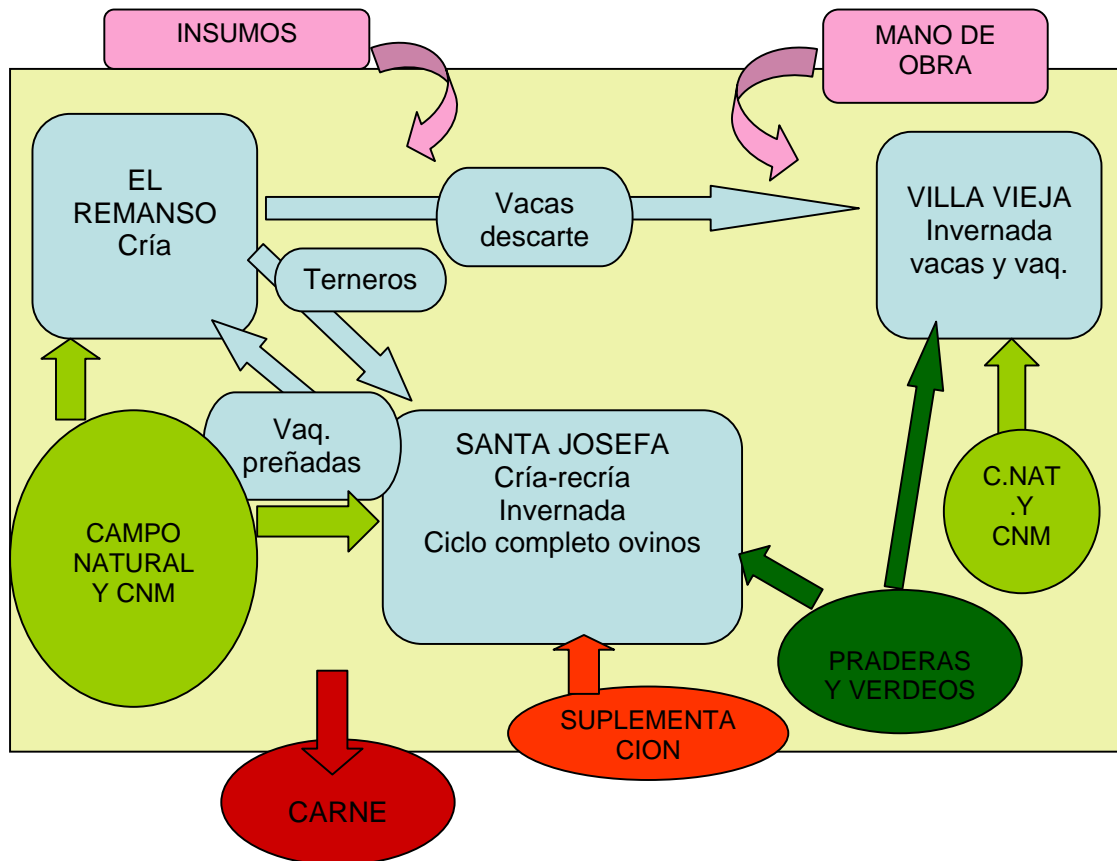 INSUMOS
MANO DE
OBRA
EL
REMANSO
Cría
Vacas
descarte
VILLA VIEJA
Invernada
vacas y vaq.
Terneros
Vaq.
preñadas
SANTA JOSEFA
Cría-recría
Invernada
Ciclo completo ovinos
C.NAT
.Y
CNM
CAMPO
NATURAL
Y CNM
PRADERAS
Y VERDEOS
SUPLEMENTA
CION
CARNE